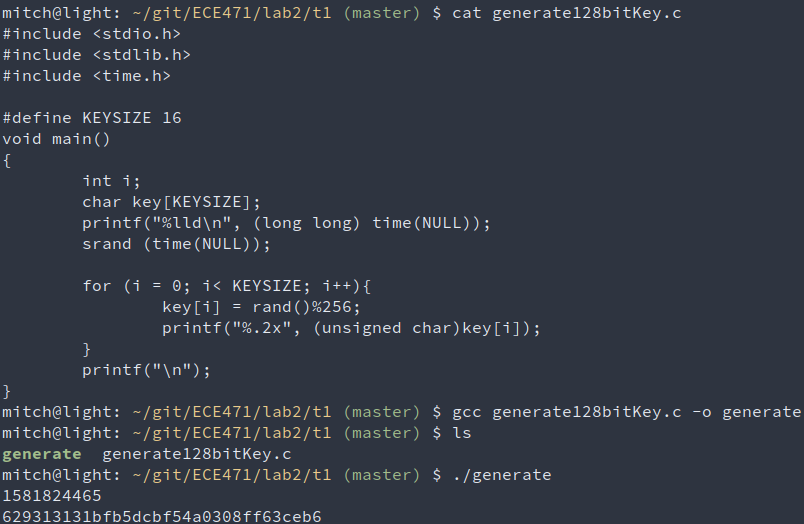 mitch@light: ~/git/ECE471/lab2/t1 (master) $ cat generate128bitKey.c
#include <stdio.h>
#include <stdlib.h>
#include <time.h>

#define KEYSIZE 16
void main()
{
        int i;
        char key[KEYSIZE];
        printf("%lld\n", (long long) time(NULL));
        srand (time(NULL));

        for (i = 0; i< KEYSIZE; i++){
                key[i] = rand()%256;
                printf("%.2x", (unsigned char)key[i]);
        }
        printf("\n");
}
mitch@light: ~/git/ECE471/lab2/t1 (master) $ gcc generate128bitKey.c -o generate
mitch@light: ~/git/ECE471/lab2/t1 (master) $ ls
generate  generate128bitKey.c
mitch@light: ~/git/ECE471/lab2/t1 (master) $ ./generate
1581824465
629313131bfb5dcbf54a0308ff63ceb6